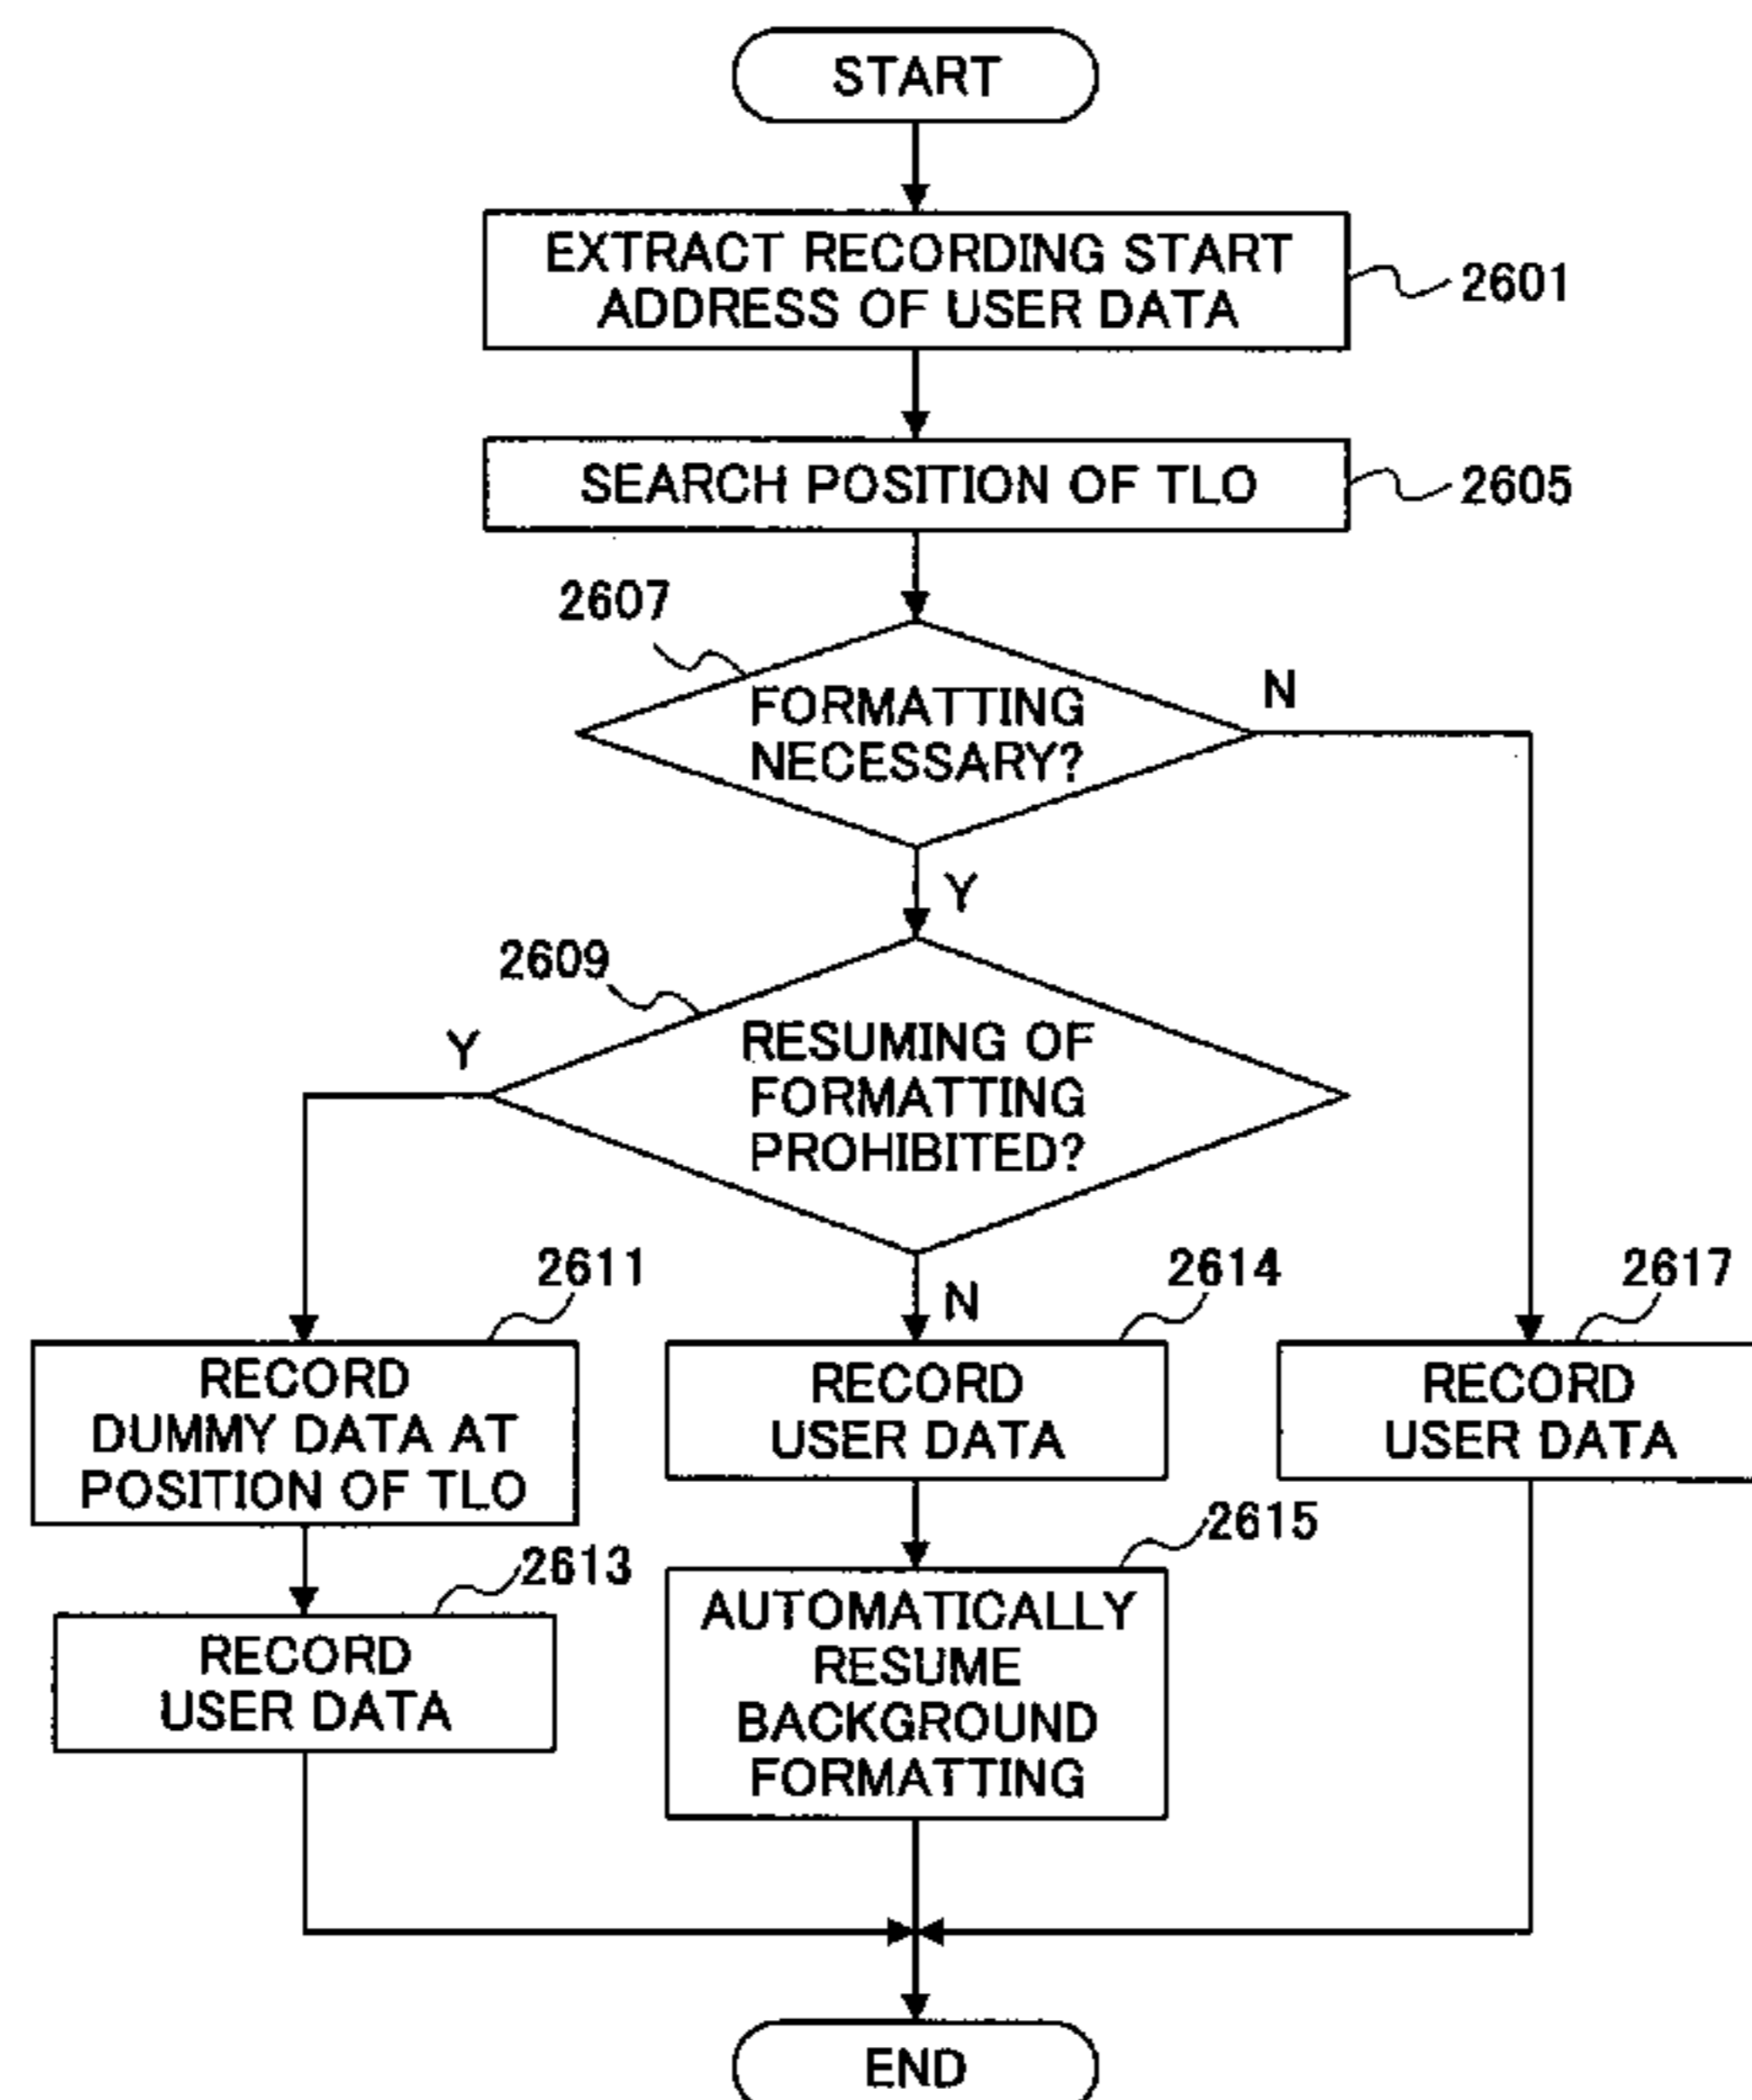 START
EXTRACT RECORDING START
ADDRESS OF USER DATA
2601
SEARCH POSITION OF TLO
2605
2607
FORMATTING
NECESSARY?
N
Y
2609
RESUMING OF
FORMATTING
PROHIBITED?
Y
N
2611
RECORD
DUMMY DATA AT
POSITION OF TLO
2613
RECORD
USER DATA
2614
RECORD
USER DATA
2615
AUTOMATICALLY
RESUME
BACKGROUND
FORMATTING
2617
RECORD
USER DATA
END